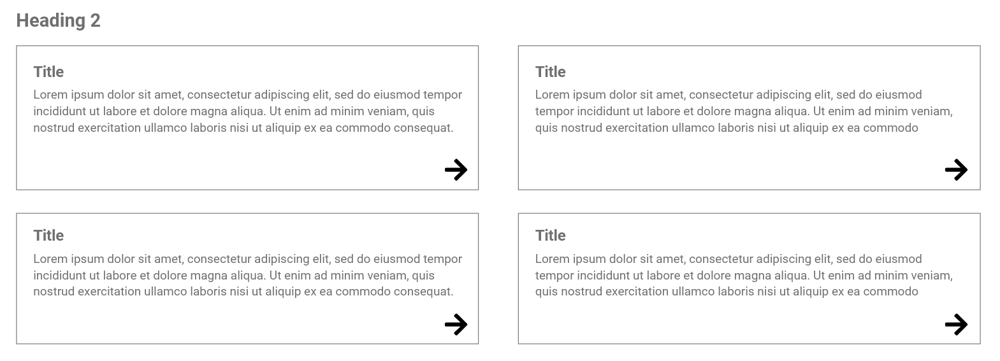 Heading 2
Title
Lorem ipsum dolor sit amet, consectetur adipiscing elit, sed do eiusmod tempor
incididunt ut labore et dolore magna aliqua. Ut enim ad minim veniam, quis
nostrud exercitation ullamco laboris nisi ut aliquip ex ea commodo consequat.
Title
Lorem ipsum dolor sit amet, consectetur adipiscing elit, sed do eiusmod
tempor incididunt ut labore et dolore magna aliqua. Ut enim ad minim veniam,
quis nostrud exercitation ullamco laboris nisi ut aliquip ex ea commodo
Title
Lorem ipsum dolor sit amet, consectetur adipiscing elit, sed do eiusmod tempor
incididunt ut labore et dolore magna aliqua. Ut enim ad minim veniam, quis
nostrud exercitation ullamco laboris nisi ut aliquip ex ea commodo consequat.
Title
Lorem ipsum dolor sit amet, consectetur adipiscing elit, sed do eiusmod
tempor incididunt ut labore et dolore magna aliqua. Ut enim ad minim veniam,
quis nostrud exercitation ullamco laboris nisi ut aliquip ex ea commodo